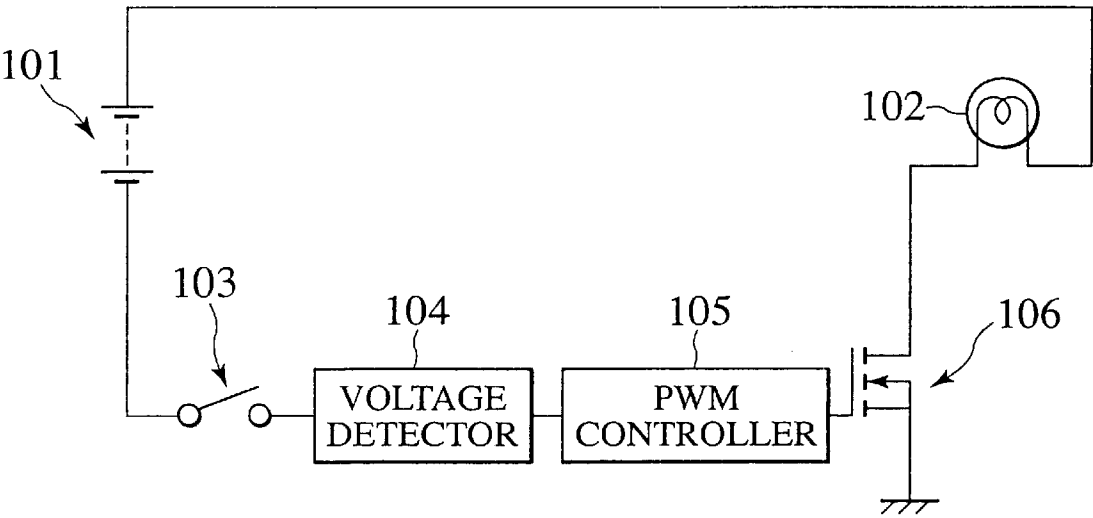 101
102
103
104
105
106
VOLTAGE
DETECTOR
PWM
CONTROLLER